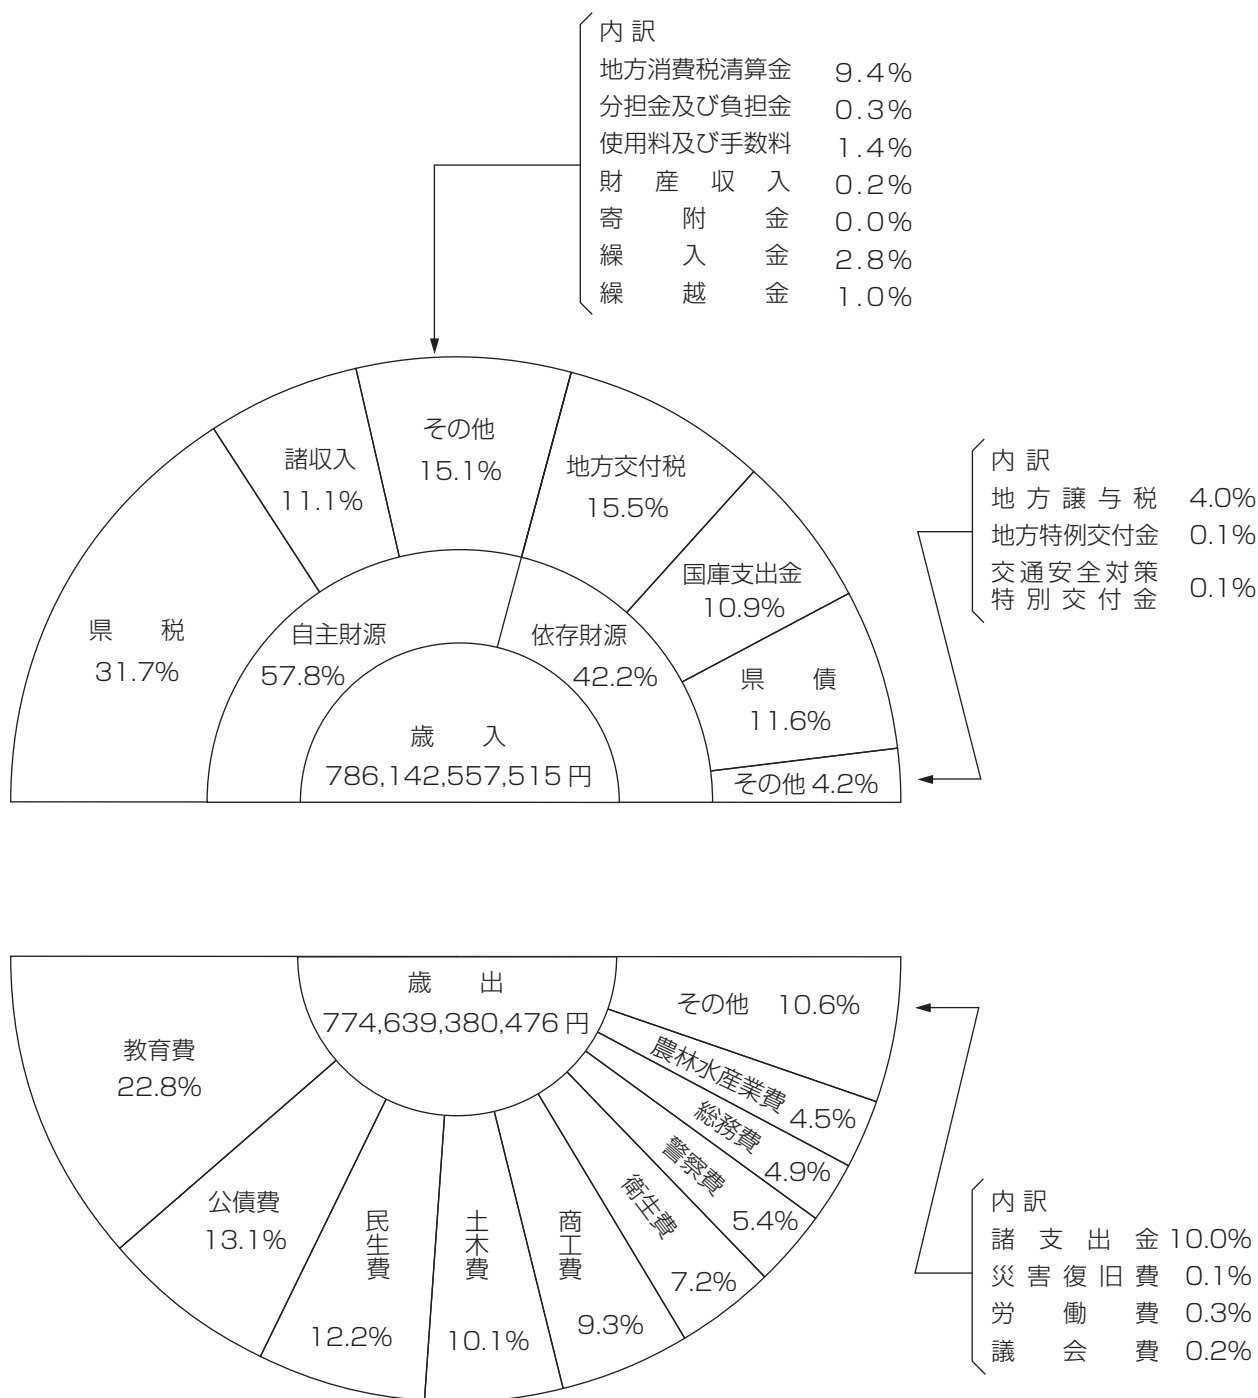 内訳
地方消費税清算金 9.4%
分担金及び負担金 0.3%
使用料及び手数料 1.4%
財産収入 0.2%
寄附金 0.0%
繰入金 2.8%
繰越金 1.0%
その他
15.1%
諸収入
11.1%
地方交付税
15.5%
内訳
地方譲与税 4.0%
地方特例交付金 0.1%
交通安全対策
特別交付金 0.1%
国庫支出金
10.9%
県税
31.7%
自主財源
57.8%
依存財源
42.2%
県債
11.6%
歳入
786,142,557,515円
その他 4.2%
歳出
774,639,380,476円
その他 10.6%
教育費
22.8%
農林水産業費
4.5%
総務費
4.9%
警察費
5.4%
衛生費
7.2%
商工費
9.3%
土木費
10.1%
民生費
12.2%
公債費
13.1%
内訳
諸支出金 10.0%
災害復旧費 0.1%
労働費 0.3%
議会費 0.2%